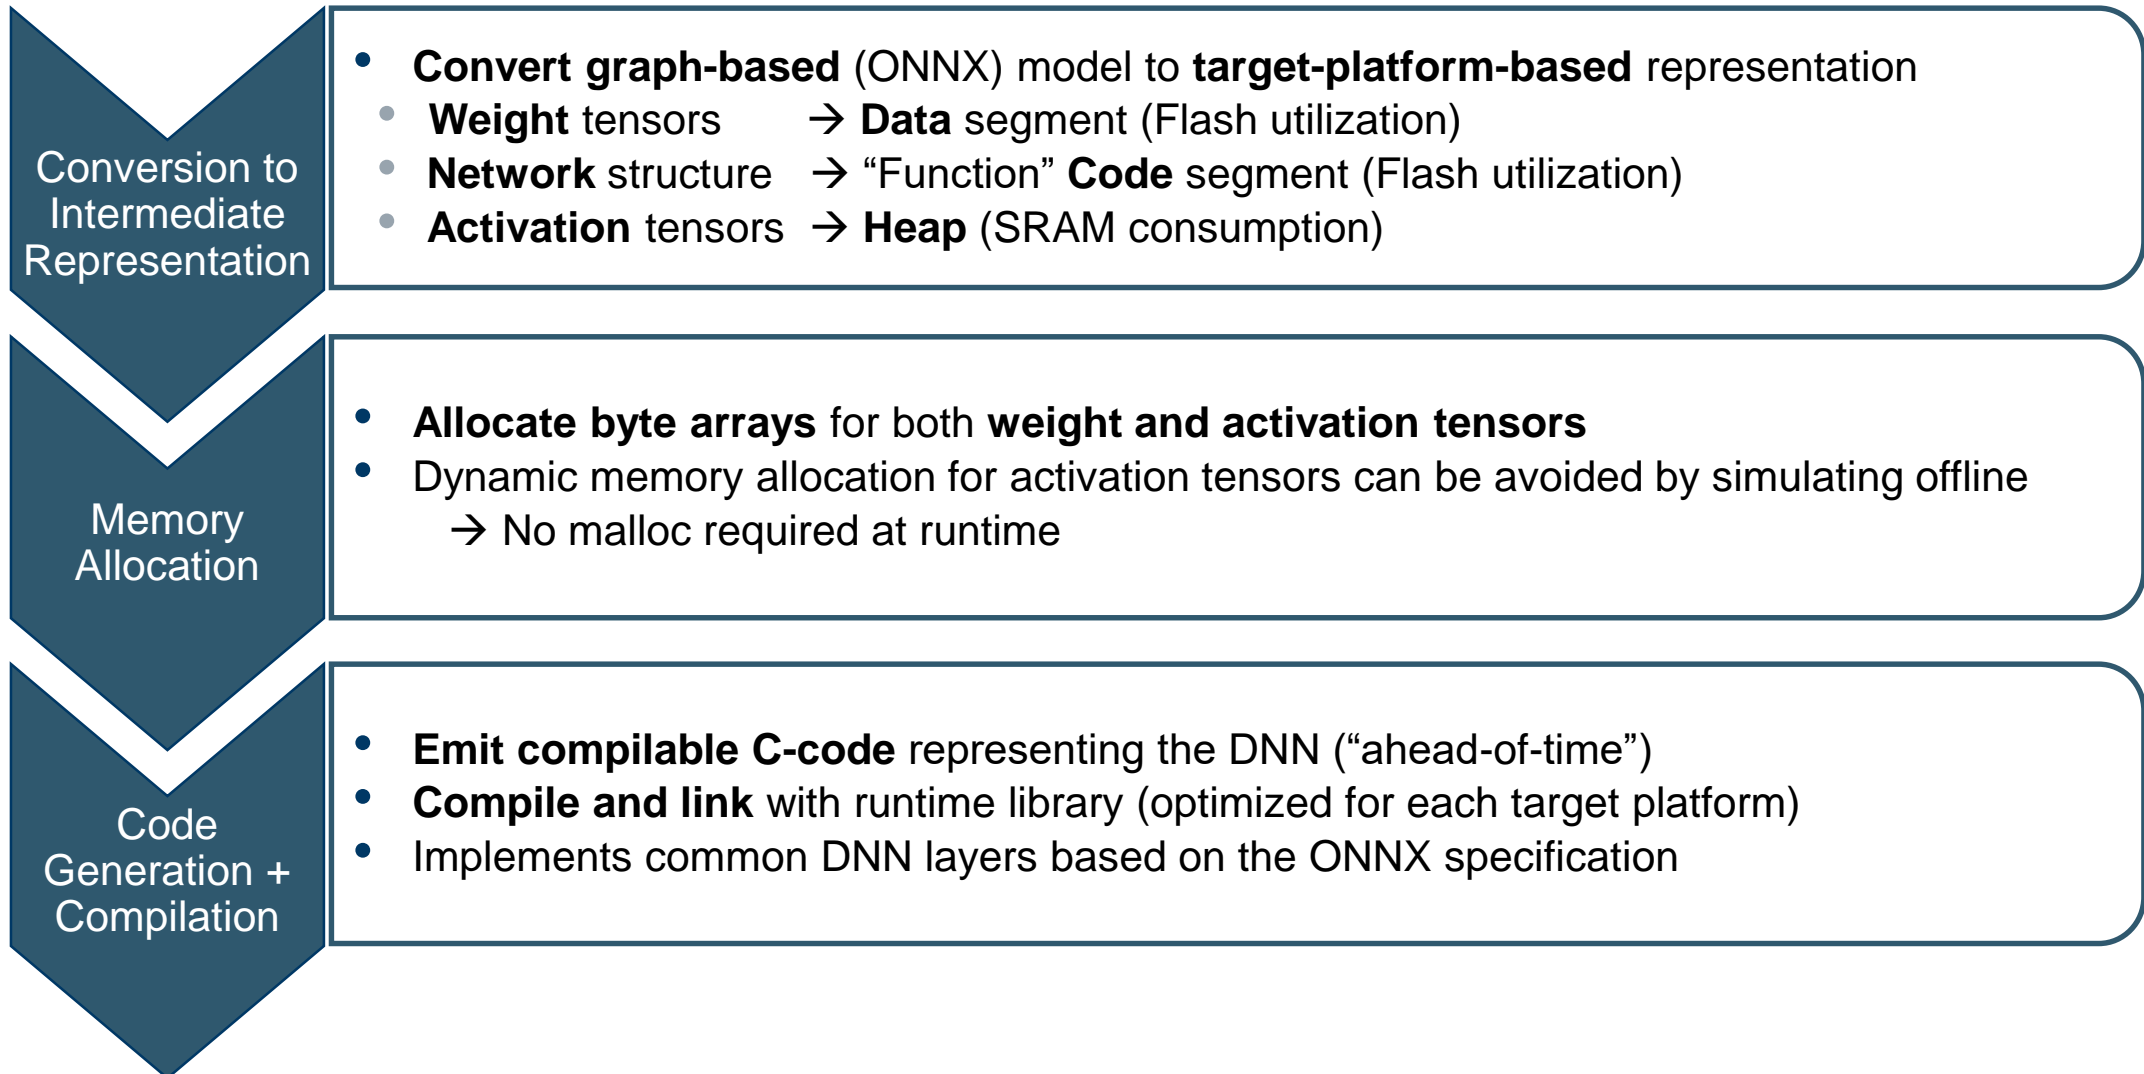 Conversion to
Intermediate
Representation
• Convert graph-based (ONNX) model to target-platform-based representation
• Weight tensors → Data segment (Flash utilization)
• Network structure → “Function” Code segment (Flash utilization)
• Activation tensors → Heap (SRAM consumption)
Memory
Allocation
• Allocate byte arrays for both weight and activation tensors
• Dynamic memory allocation for activation tensors can be avoided by simulating offline
→ No malloc required at runtime
Code
Generation +
Compilation
• Emit compilable C-code representing the DNN (“ahead-of-time”)
• Compile and link with runtime library (optimized for each target platform)
• Implements common DNN layers based on the ONNX specification